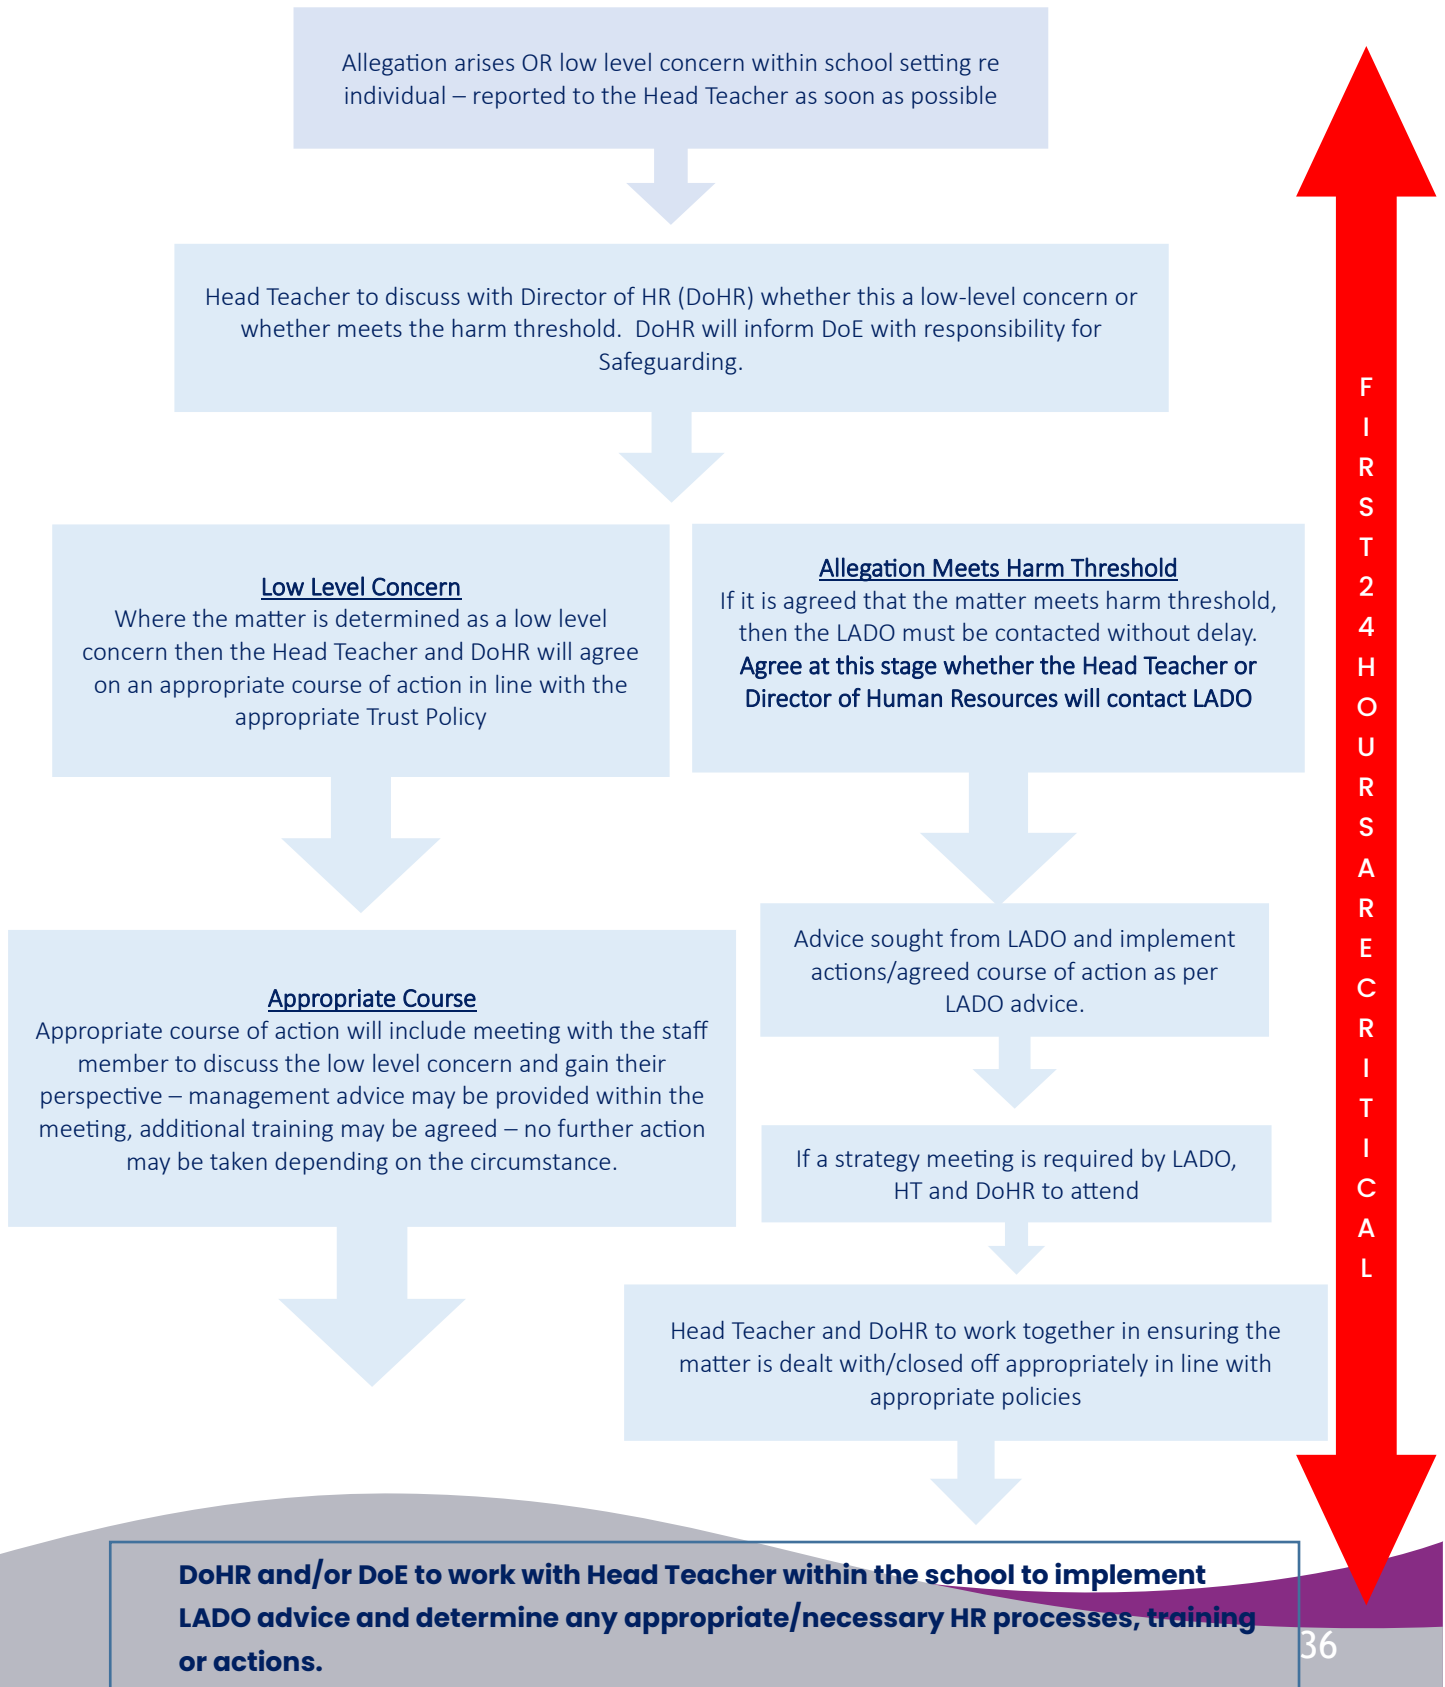 Allegation arises OR low level concern within school setting re
individual – reported to the Head Teacher as soon as possible
Head Teacher to discuss with Director of HR (DoHR) whether this a low-level concern or
whether meets the harm threshold.  DoHR will inform DoE with responsibility for
Safeguarding.
Low Level Concern
Where the matter is determined as a low level
concern then the Head Teacher and DoHR will agree
on an appropriate course of action in line with the
appropriate Trust Policy
Allegation Meets Harm Threshold
If it is agreed that the matter meets harm threshold,
then the LADO must be contacted without delay.
Agree at this stage whether the Head Teacher or
Director of Human Resources will contact LADO
Appropriate Course
Appropriate course of action will include meeting with the staff
member to discuss the low level concern and gain their
perspective – management advice may be provided within the
meeting, additional training may be agreed – no further action
may be taken depending on the circumstance.
Advice sought from LADO and implement
actions/agreed course of action as per
LADO advice.
If a strategy meeting is required by LADO,
HT and DoHR to attend
Head Teacher and DoHR to work together in ensuring the
matter is dealt with/closed off appropriately in line with
appropriate policies
DoHR and/or DoE to work with Head Teacher within the school to implement
LADO advice and determine any appropriate/necessary HR processes, training
or actions.
F
I
R
S
T
2
4
H
O
U
R
S
A
R
E
C
R
I
T
I
C
A
L
36